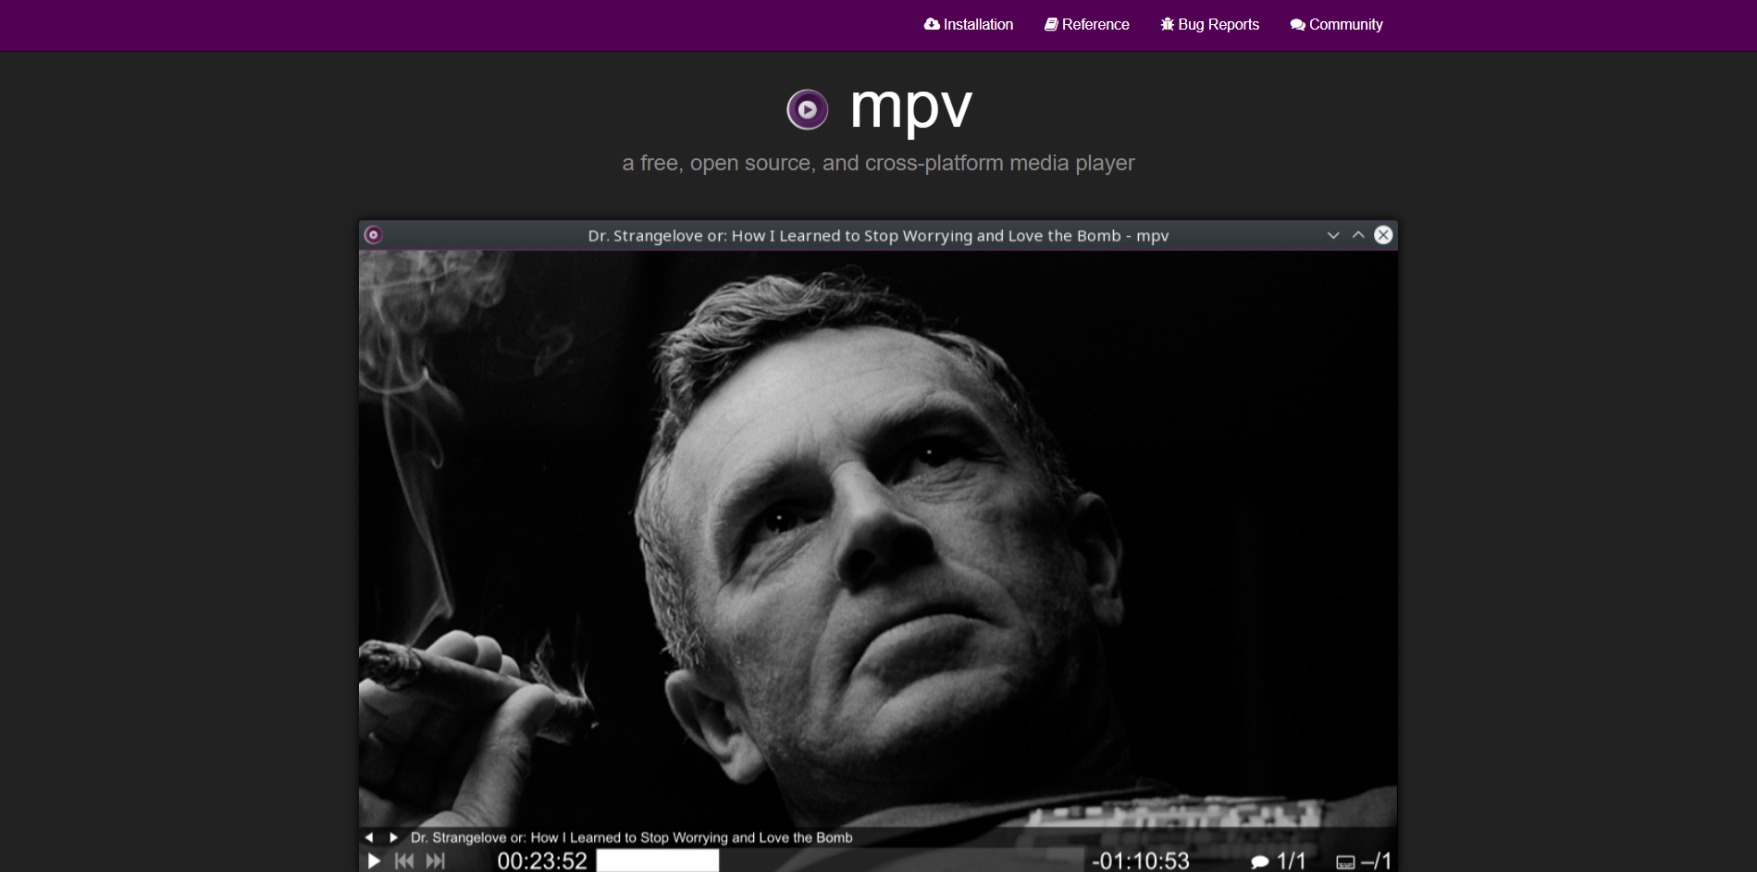 Installation Reference Bug Reports Community
mpv
a free, open source, and cross-platform media player
Dr. Strangelove or: How I Learned to Stop Worrying and Love the Bomb - mpv
Dr. Strangelove or: How I Learned to Stop Worrying and Love the Bomb
00:23:52 -01:10:53 1/1 –/1